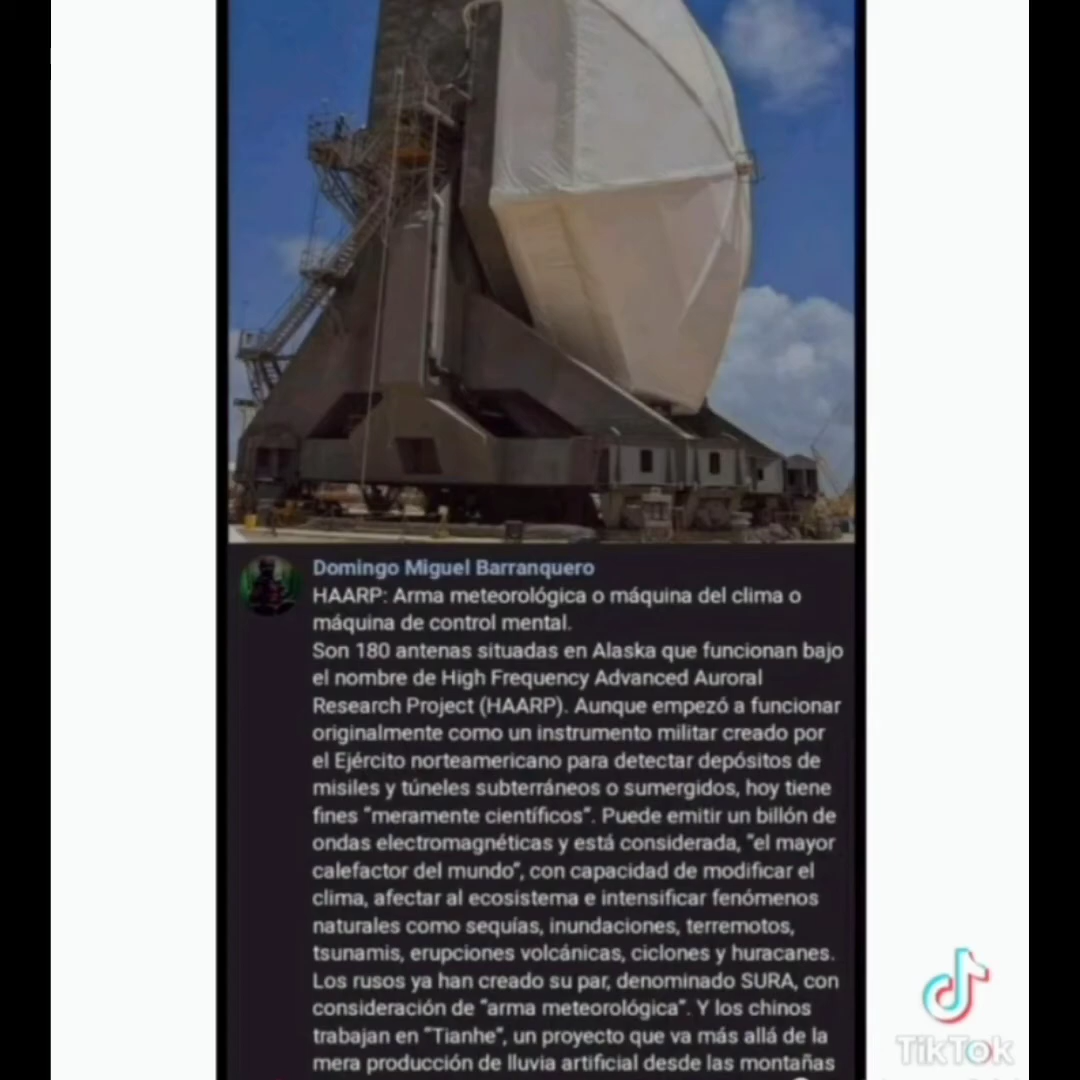 Domingo Miguel Barranquero
HAARP: Arma meteorológica o máquina del clima o
máquina de control mental.
Son 180 antenas situadas en Alaska que funcionan bajo
el nombre de High Frequency Advanced Auroral
Research Project (HAARP). Aunque empezó a funcionar
originalmente como un instrumento militar creado por
el Ejército norteamericano para detectar depósitos de
misiles y túneles subterráneos o sumergidos, hoy tiene
fines "meramente científicos". Puede emitir un billón de
ondas electromagnéticas y está considerada, "el mayor
calefactor del mundo", con capacidad de modificar el
clima, afectar al ecosistema e intensificar fenómenos
naturales como sequías, inundaciones, terremotos,
tsunamis, erupciones volcánicas, ciclones y huracanes.
Los rusos ya han creado su par, denominado SURA, con
consideración de "arma meteorológica". Y los chinos
trabajan en "Tianhe", un proyecto que va más allá de la
mera producción de lluvia artificial desde las montañas
TikTok